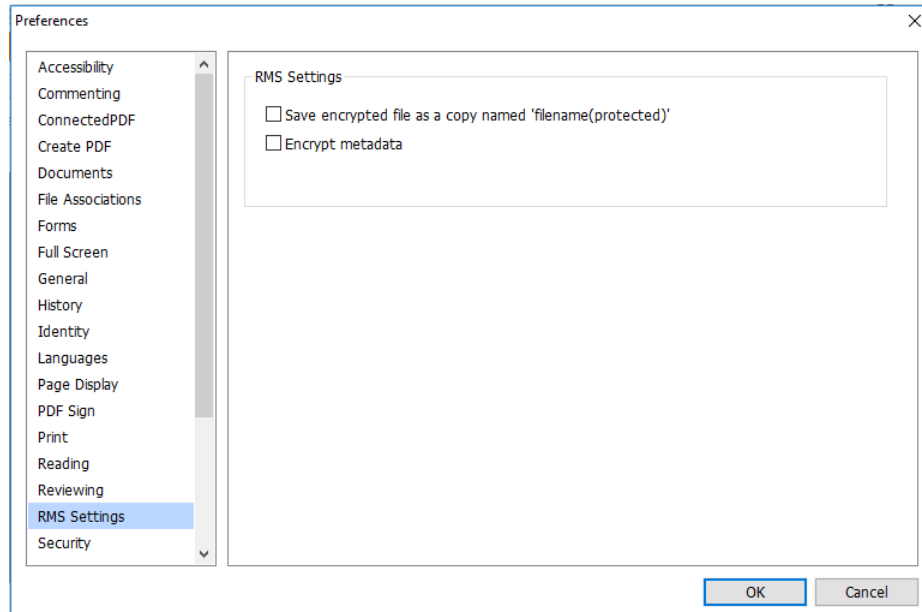 Preferences
Accessibility
Commenting
ConnectedPDF
Create PDF
Documents
File Associations
Forms
Full Screen
General
History
Identity
Languages
Page Display
PDF Sign
Print
Reading
Reviewing
RMS Settings
Security
RMS Settings
Save encrypted file as a copy named 'filename(protected)'
Encrypt metadata
OK
Cancel